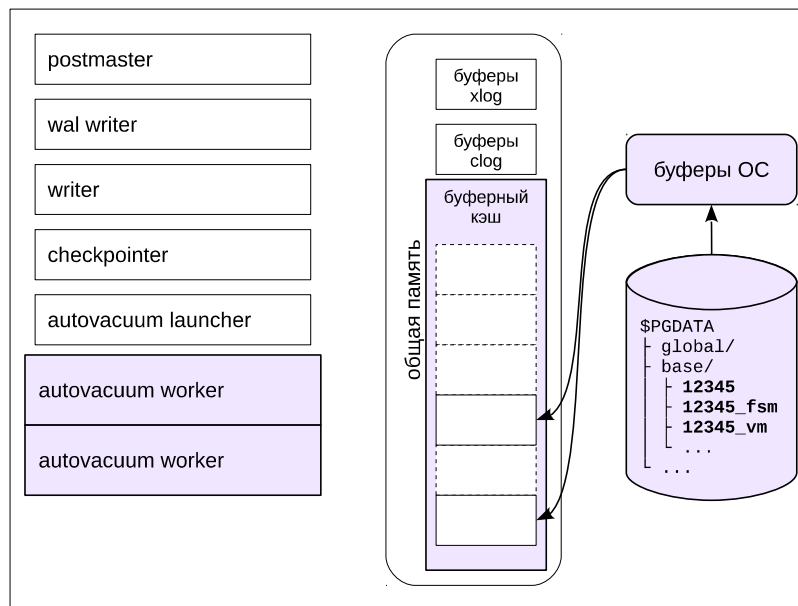 postmaster
wal writer
writer
checkpointer
autovacuum launcher
autovacuum worker
autovacuum worker
общая память
буферы
xlog
буферы
clog
буферный
кэш
буферы ОС
$PGDATA
├ global/
├ base/
│ ├ 12345
│ ├ 12345_fsm
│ ├ 12345_vm
│ └ ...
└ ...